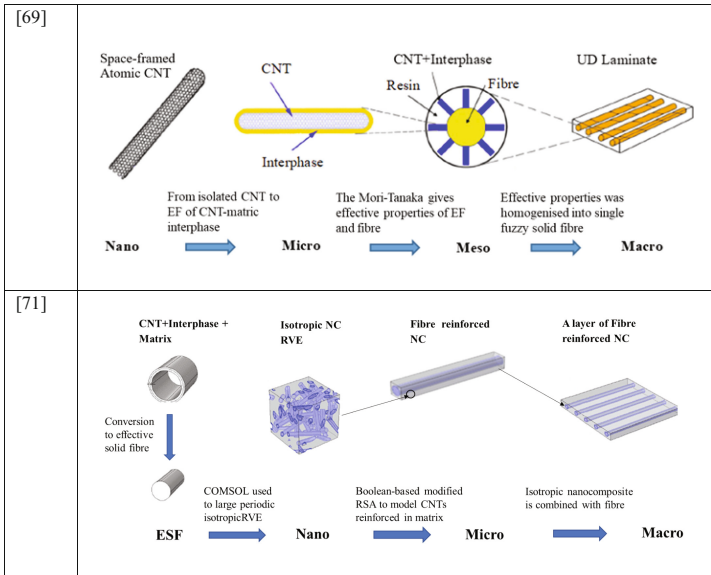 [69]
Space-framed
Atomic CNT
CNT
Interphase
CNT+Interphase
Resin
Fibre
UD Laminate
From isolated CNT to
EF of CNT-matric
interphase
The Mori-Tanaka gives
effective properties of EF
and fibre
Effective properties was
homogenised into single
fuzzy solid fibre
Nano
Micro
Meso
Macro
[71]
CNT+Interphase +
Matrix
Isotropic NC
RVE
Fibre reinforced
NC
A layer of Fibre
reinforced NC
Conversion
to effective
solid fibre
COMSOL used
to large periodic
isotropicRVE
Boolean-based modified
RSA to model CNTs
reinforced in matrix
Isotropic nanocomposite
is combined with fibre
ESF
Nano
Micro
Macro